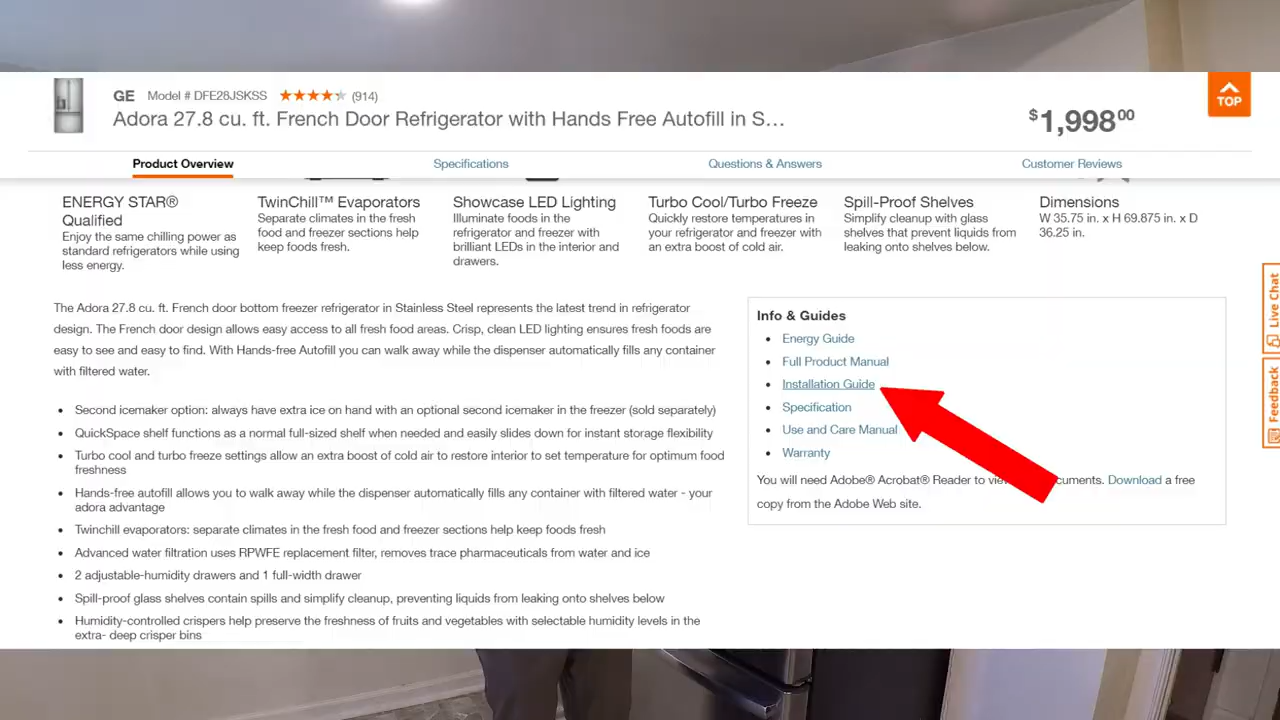 GE Model # DFE28JSKSS (914)
Adora 27.8 cu. ft. French Door Refrigerator with Hands Free Autofill in S...
$1,99800
TOP
Product Overview
Specifications
Questions & Answers
Customer Reviews
ENERGY STAR®
Qualified
Enjoy the same chilling power as
standard refrigerators while using
less energy.
TwinChill™ Evaporators
Separate climates in the fresh
food and freezer sections help
keep foods fresh.
Showcase LED Lighting
Illuminate foods in the
refrigerator and freezer with
brilliant LEDs in the interior and
drawers.
Turbo Cool/Turbo Freeze
Quickly restore temperatures in
your refrigerator and freezer with
an extra boost of cold air.
Spill-Proof Shelves
Simplify cleanup with glass
shelves that prevent liquids from
leaking onto shelves below.
Dimensions
W 35.75 in. x H 69.875 in. x D
36.25 in.
The Adora 27.8 cu. ft. French door bottom freezer refrigerator in Stainless Steel represents the latest trend in refrigerator
design. The French door design allows easy access to all fresh food areas. Crisp, clean LED lighting ensures fresh foods are
easy to see and easy to find. With Hands-free Autofill you can walk away while the dispenser automatically fills any container
with filtered water.
• Second icemaker option: always have extra ice on hand with an optional second icemaker in the freezer (sold separately)
• QuickSpace shelf functions as a normal full-sized shelf when needed and easily slides down for instant storage flexibility
• Turbo cool and turbo freeze settings allow an extra boost of cold air to restore interior to set temperature for optimum food
freshness
• Hands-free autofill allows you to walk away while the dispenser automatically fills any container with filtered water - your
adora advantage
• Twinchill evaporators: separate climates in the fresh food and freezer sections help keep foods fresh
• Advanced water filtration uses RPWFE replacement filter, removes trace pharmaceuticals from water and ice
• 2 adjustable-humidity drawers and 1 full-width drawer
• Spill-proof glass shelves contain spills and simplify cleanup, preventing liquids from leaking onto shelves below
• Humidity-controlled crispers help preserve the freshness of fruits and vegetables with selectable humidity levels in the
extra- deep crisper bins
Info & Guides
• Energy Guide
• Full Product Manual
• Installation Guide
• Specification
• Use and Care Manual
• Warranty
You will need Adobe® Acrobat® Reader to cuments. Download a free
copy from the Adobe Web site.
Live Chat
Feedback